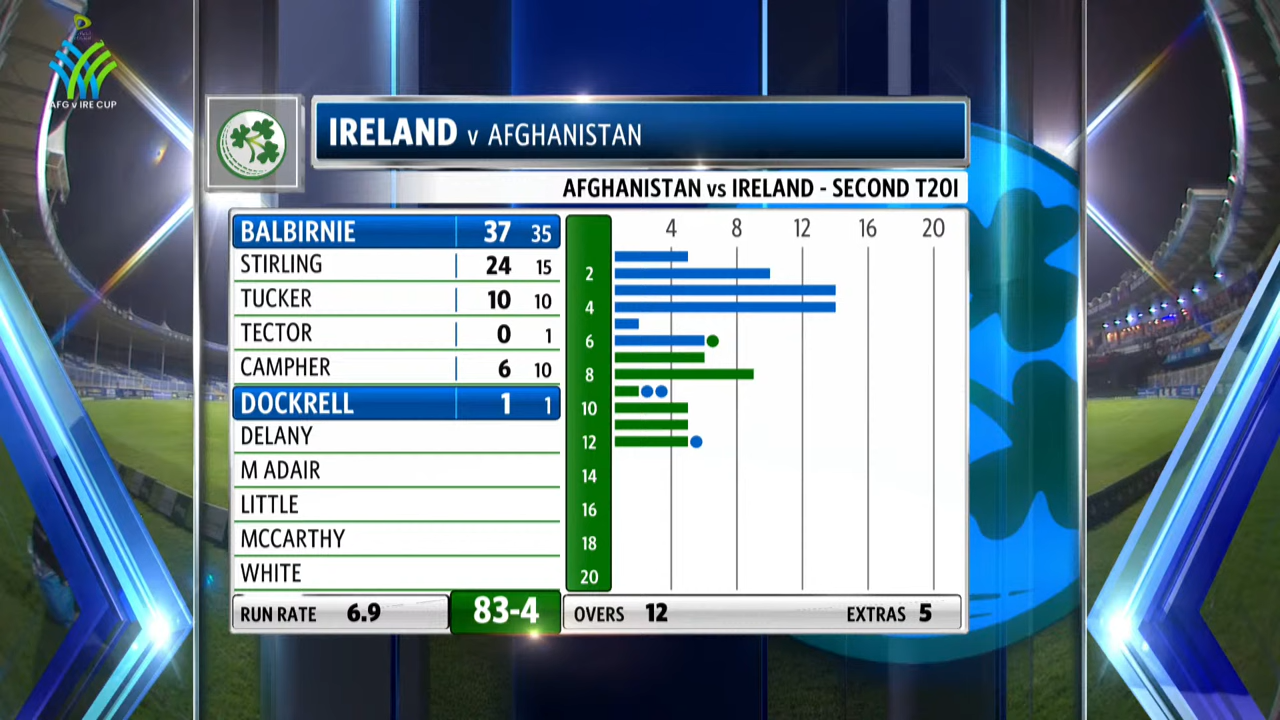 AFG v IRE CUP
IRELAND v AFGHANISTAN
AFGHANISTAN vs IRELAND - SECOND T20I
BALBIRNIE 37 35
STIRLING 24 15
TUCKER 10 10
TECTOR 0 1
CAMPHER 6 10
DOCKRELL 1 1
DELANY
M ADAIR
LITTLE
MCCARTHY
WHITE
4 8 12 16 20
2
4
6
8
10
12
14
16
18
20
RUN RATE 6.9 83-4 OVERS 12 EXTRAS 5